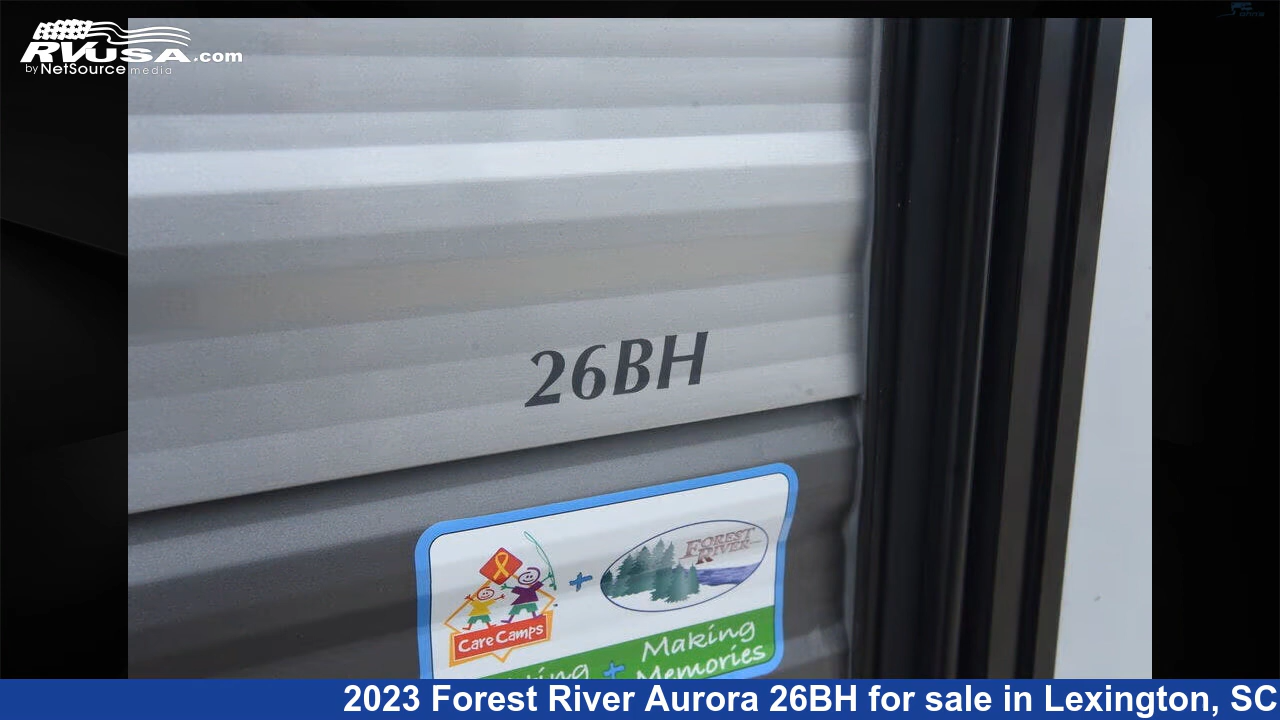 RVUSA.com
by NetSource media
26BH
FOREST
RIVER
Care Camps
+
Making
+ Memories
2023 Forest River Aurora 26BH for sale in Lexington, SC